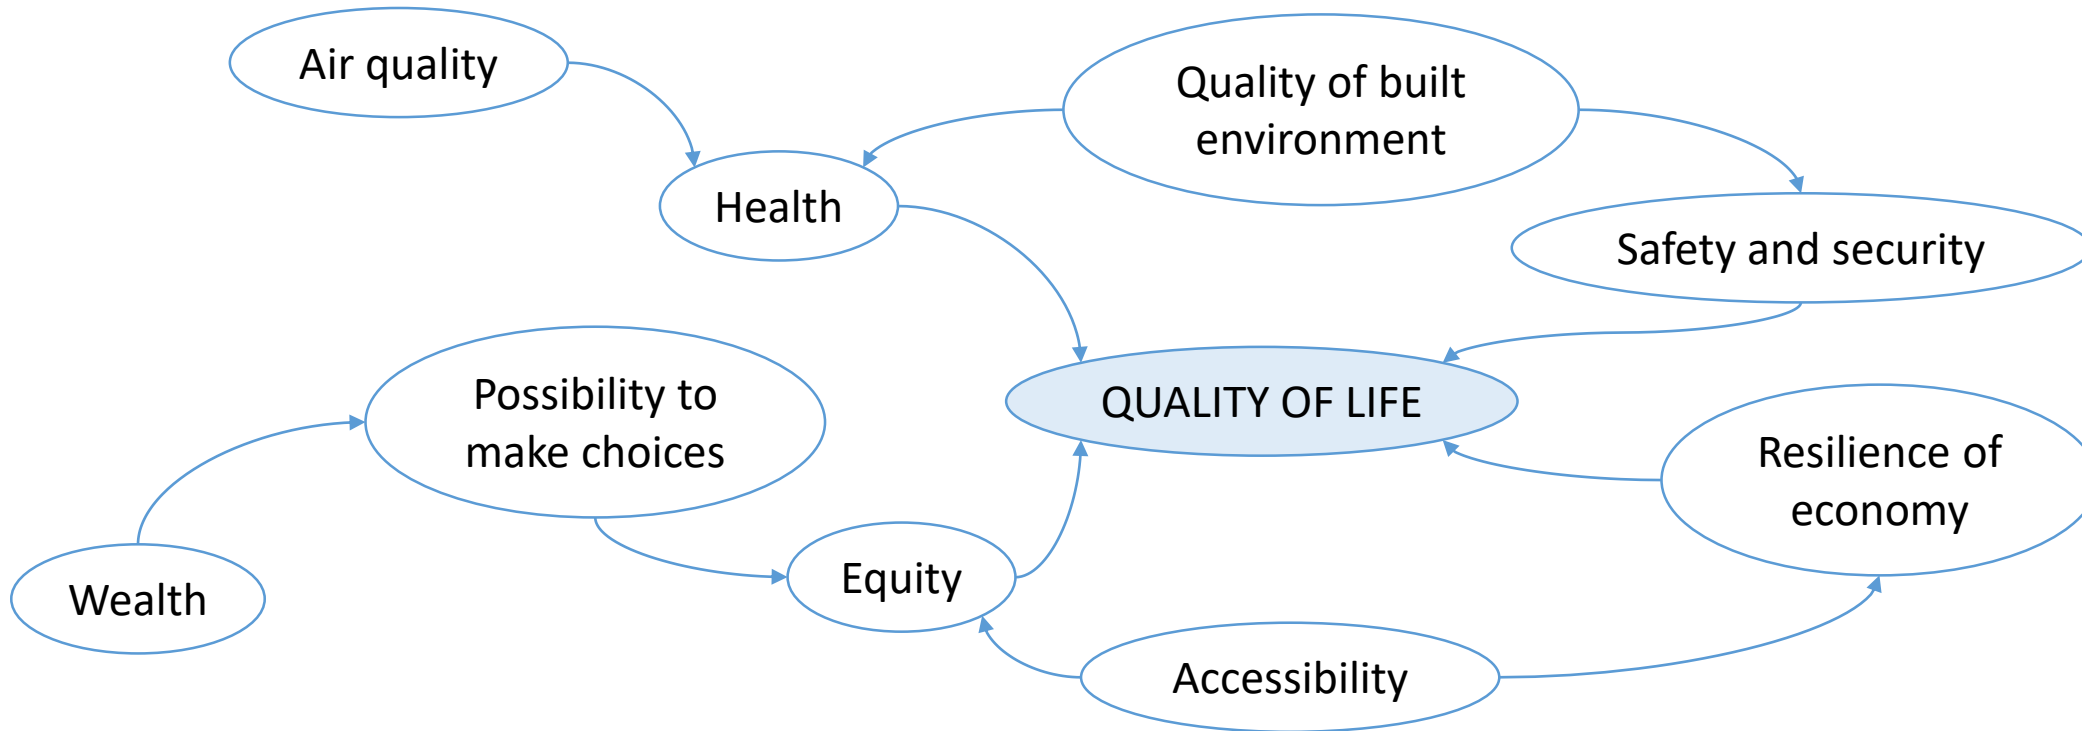 Air quality
Quality of built
environment
Health
Safety and security
Possibility to
make choices
QUALITY OF LIFE
Resilience of
economy
Equity
Wealth
Accessibility